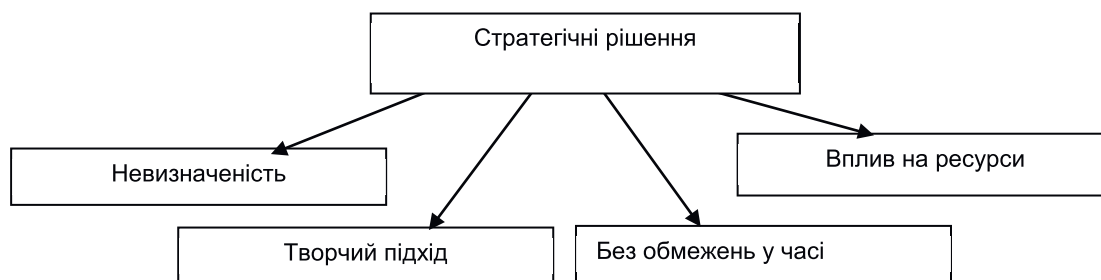 Стратегічні рішення
Невизначеність
Вплив на ресурси
Творчий підхід
Без обмежень у часі